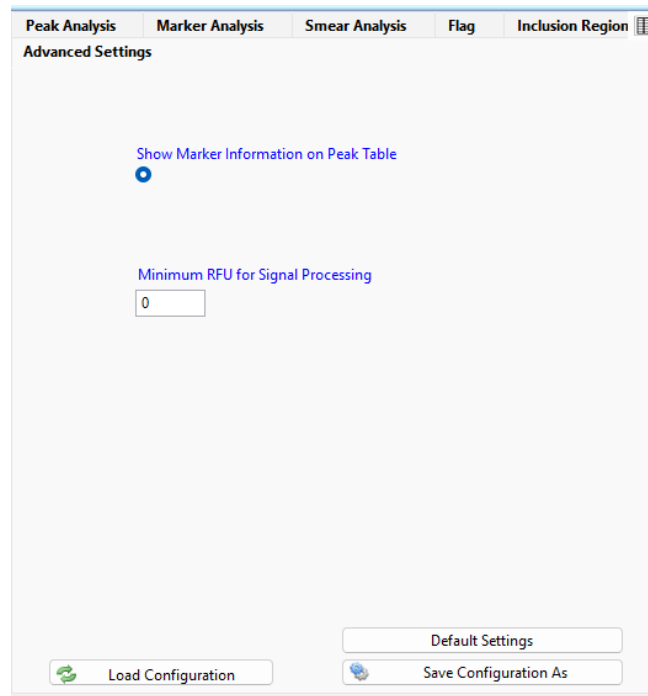 Peak Analysis Marker Analysis Smear Analysis Flag Inclusion Region
Advanced Settings
Show Marker Information on Peak Table
Minimum RFU for Signal Processing
0
Default Settings
Load Configuration Save Configuration As